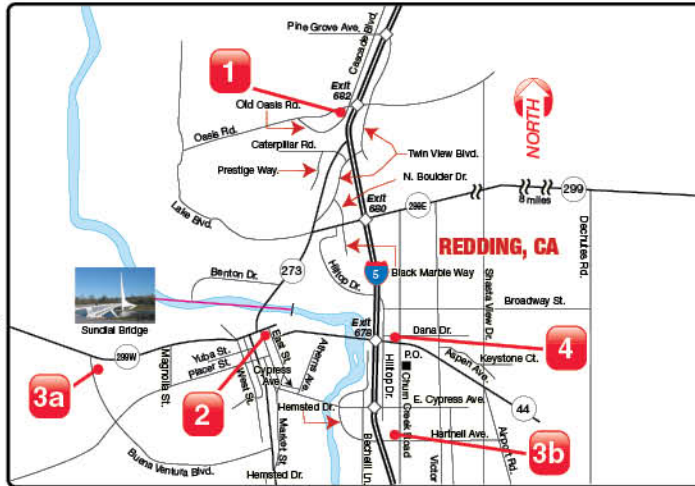 Pine Grove Ave.
Cascade Blvd.
1
Exit
682
Old Oasis Rd.
Oasis Rd.
NORTH
Caterpillar Rd.
Twin View Blvd.
Prestige Way.
N. Boulder Dr.
Lake Blvd.
Exit
680
299E
8 miles
299
273
REDDING, CA
Dechutes Rd.
Benton Dr.
Hilltop Dr.
5
Black Marble Way
Shasta View Dr.
Broadway St.
Sundial Bridge
Exit
678
Dana Dr.
4
299W
Yuba St.
Placer St.
East St.
Athens Ave.
Hilltop Dr.
P.O.
Aspen Ave.
Keystone Ct.
3a
Magnolia St.
2
West St.
Cypress Ave.
Churn Creek Road
44
Hemsted Dr.
E. Cypress Ave.
Market St.
Hartnell Ave.
Airport Rd.
Buena Ventura Blvd.
Hemsted Dr.
Bechelli Ln.
Victor
3b